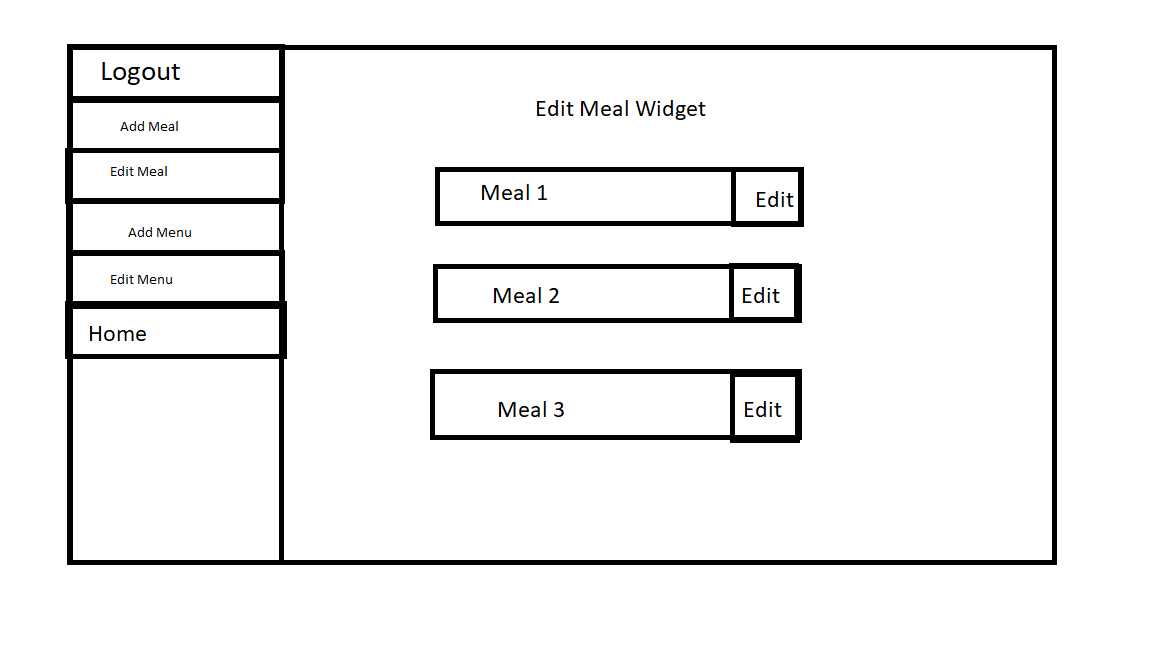 Logout
Add Meal
Edit Meal
Add Menu
Edit Menu
Home
Edit Meal Widget
Meal 1
Edit
Meal 2
Edit
Meal 3
Edit